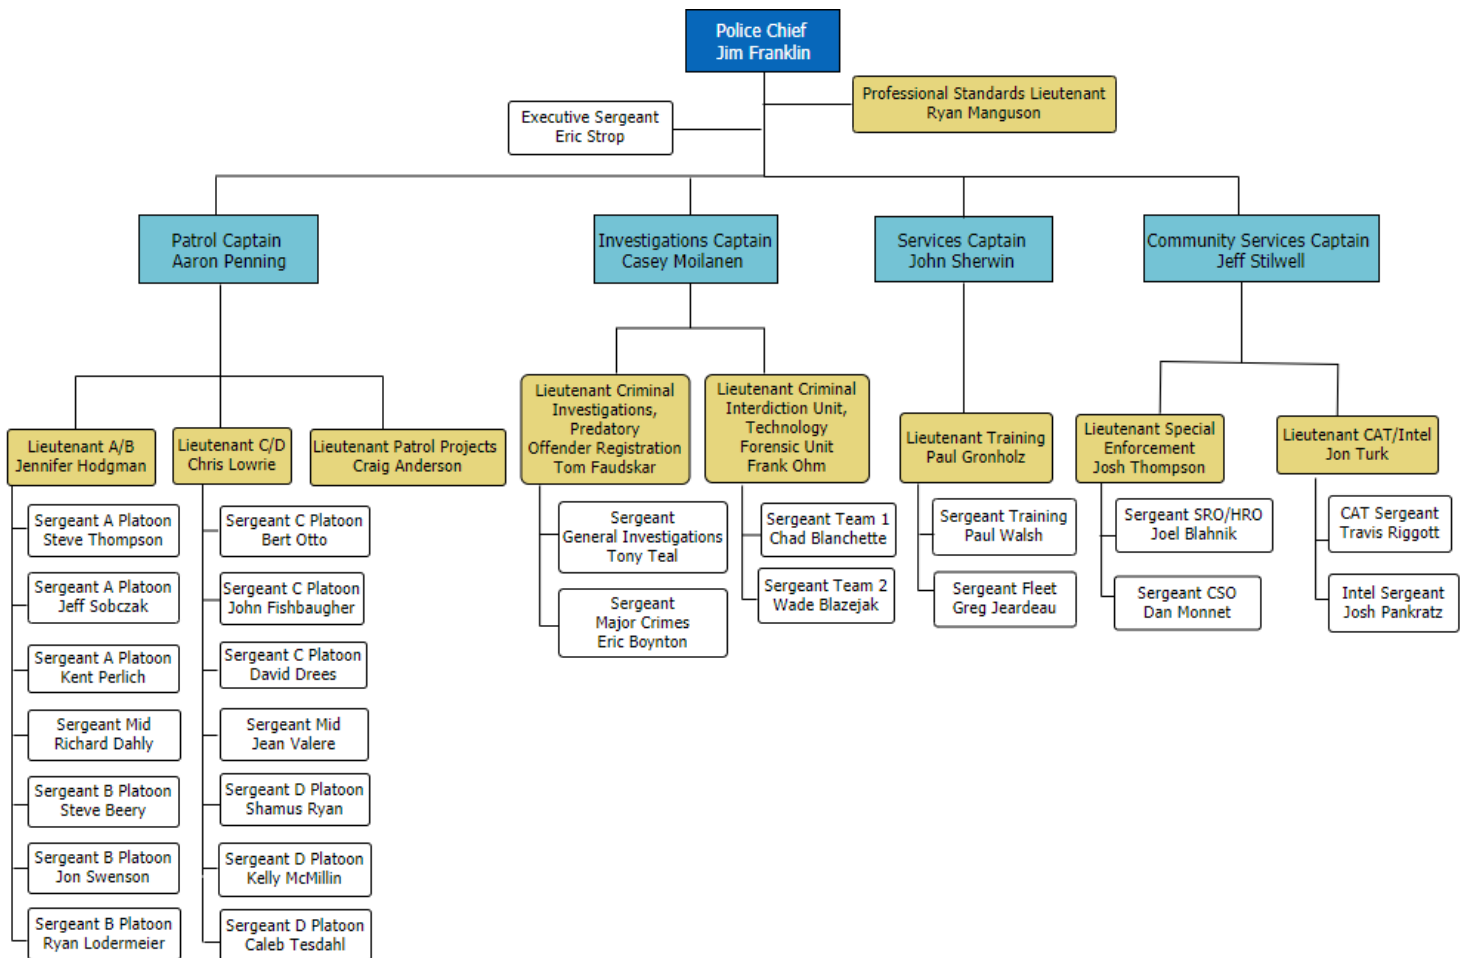 Police Chief
Jim Franklin
Professional Standards Lieutenant
Ryan Manguson
Executive Sergeant
Eric Strop
Patrol Captain
Aaron Penning
Investigations Captain
Casey Moilanen
Services Captain
John Sherwin
Community Services Captain
Jeff Stilwell
Lieutenant A/B
Jennifer Hodgman
Lieutenant C/D
Chris Lowrie
Lieutenant Patrol Projects
Craig Anderson
Lieutenant Criminal
Investigations,
Predatory
Offender Registration
Tom Faudskar
Lieutenant Criminal
Interdiction Unit,
Technology
Forensic Unit
Frank Ohm
Lieutenant Training
Paul Gronholz
Lieutenant Special
Enforcement
Josh Thompson
Lieutenant CAT/Intel
Jon Turk
Sergeant A Platoon
Steve Thompson
Sergeant A Platoon
Jeff Sobczak
Sergeant A Platoon
Kent Perlich
Sergeant Mid
Richard Dahly
Sergeant B Platoon
Steve Beery
Sergeant B Platoon
Jon Swenson
Sergeant B Platoon
Ryan Lodermeier
Sergeant C Platoon
Bert Otto
Sergeant C Platoon
John Fishbaugher
Sergeant C Platoon
David Drees
Sergeant Mid
Jean Valere
Sergeant D Platoon
Shamus Ryan
Sergeant D Platoon
Kelly McMillin
Sergeant D Platoon
Caleb Tesdahl
Sergeant
General Investigations
Tony Teal
Sergeant
Major Crimes
Eric Boynton
Sergeant Team 1
Chad Blanchette
Sergeant Team 2
Wade Blazejak
Sergeant Training
Paul Walsh
Sergeant Fleet
Greg Jeardeau
Sergeant SRO/HRO
Joel Blahnik
Sergeant CSO
Dan Monnet
CAT Sergeant
Travis Riggott
Intel Sergeant
Josh Pankratz